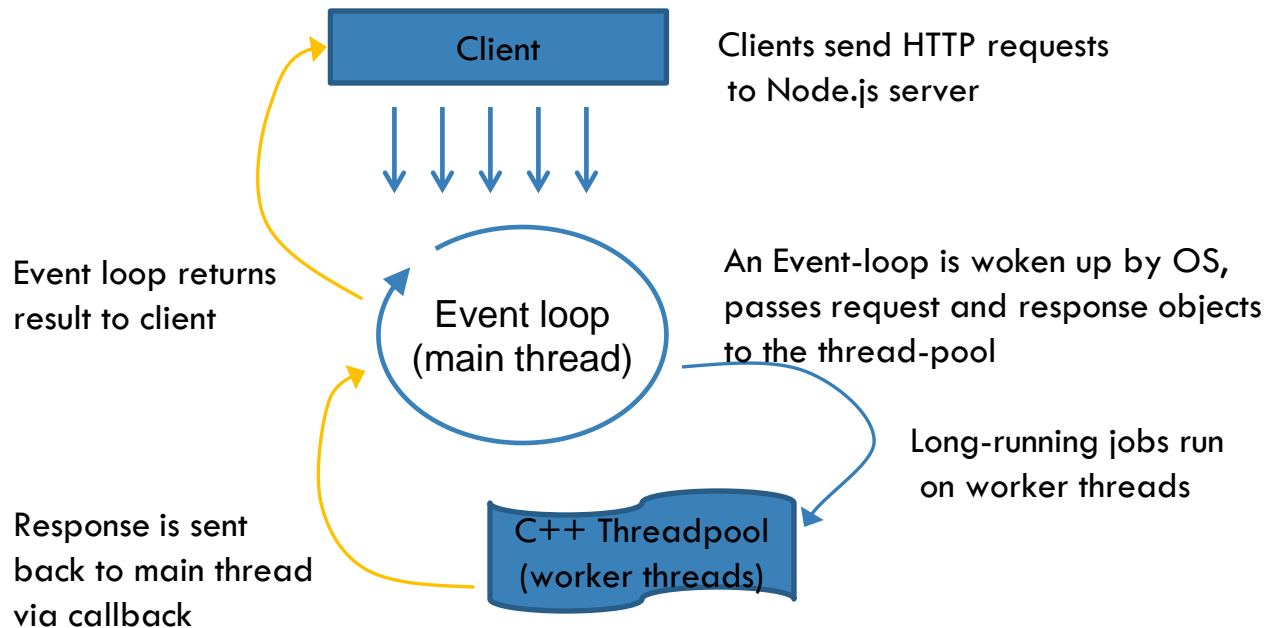 Client
Clients send HTTP requests
to Node.js server
Event loop returns
result to client
Event loop
(main thread)
An Event-loop is woken up by OS,
passes request and response objects
to the thread-pool
Long-running jobs run
on worker threads
C++ Threadpool
(worker threads)
Response is sent
back to main thread
via callback